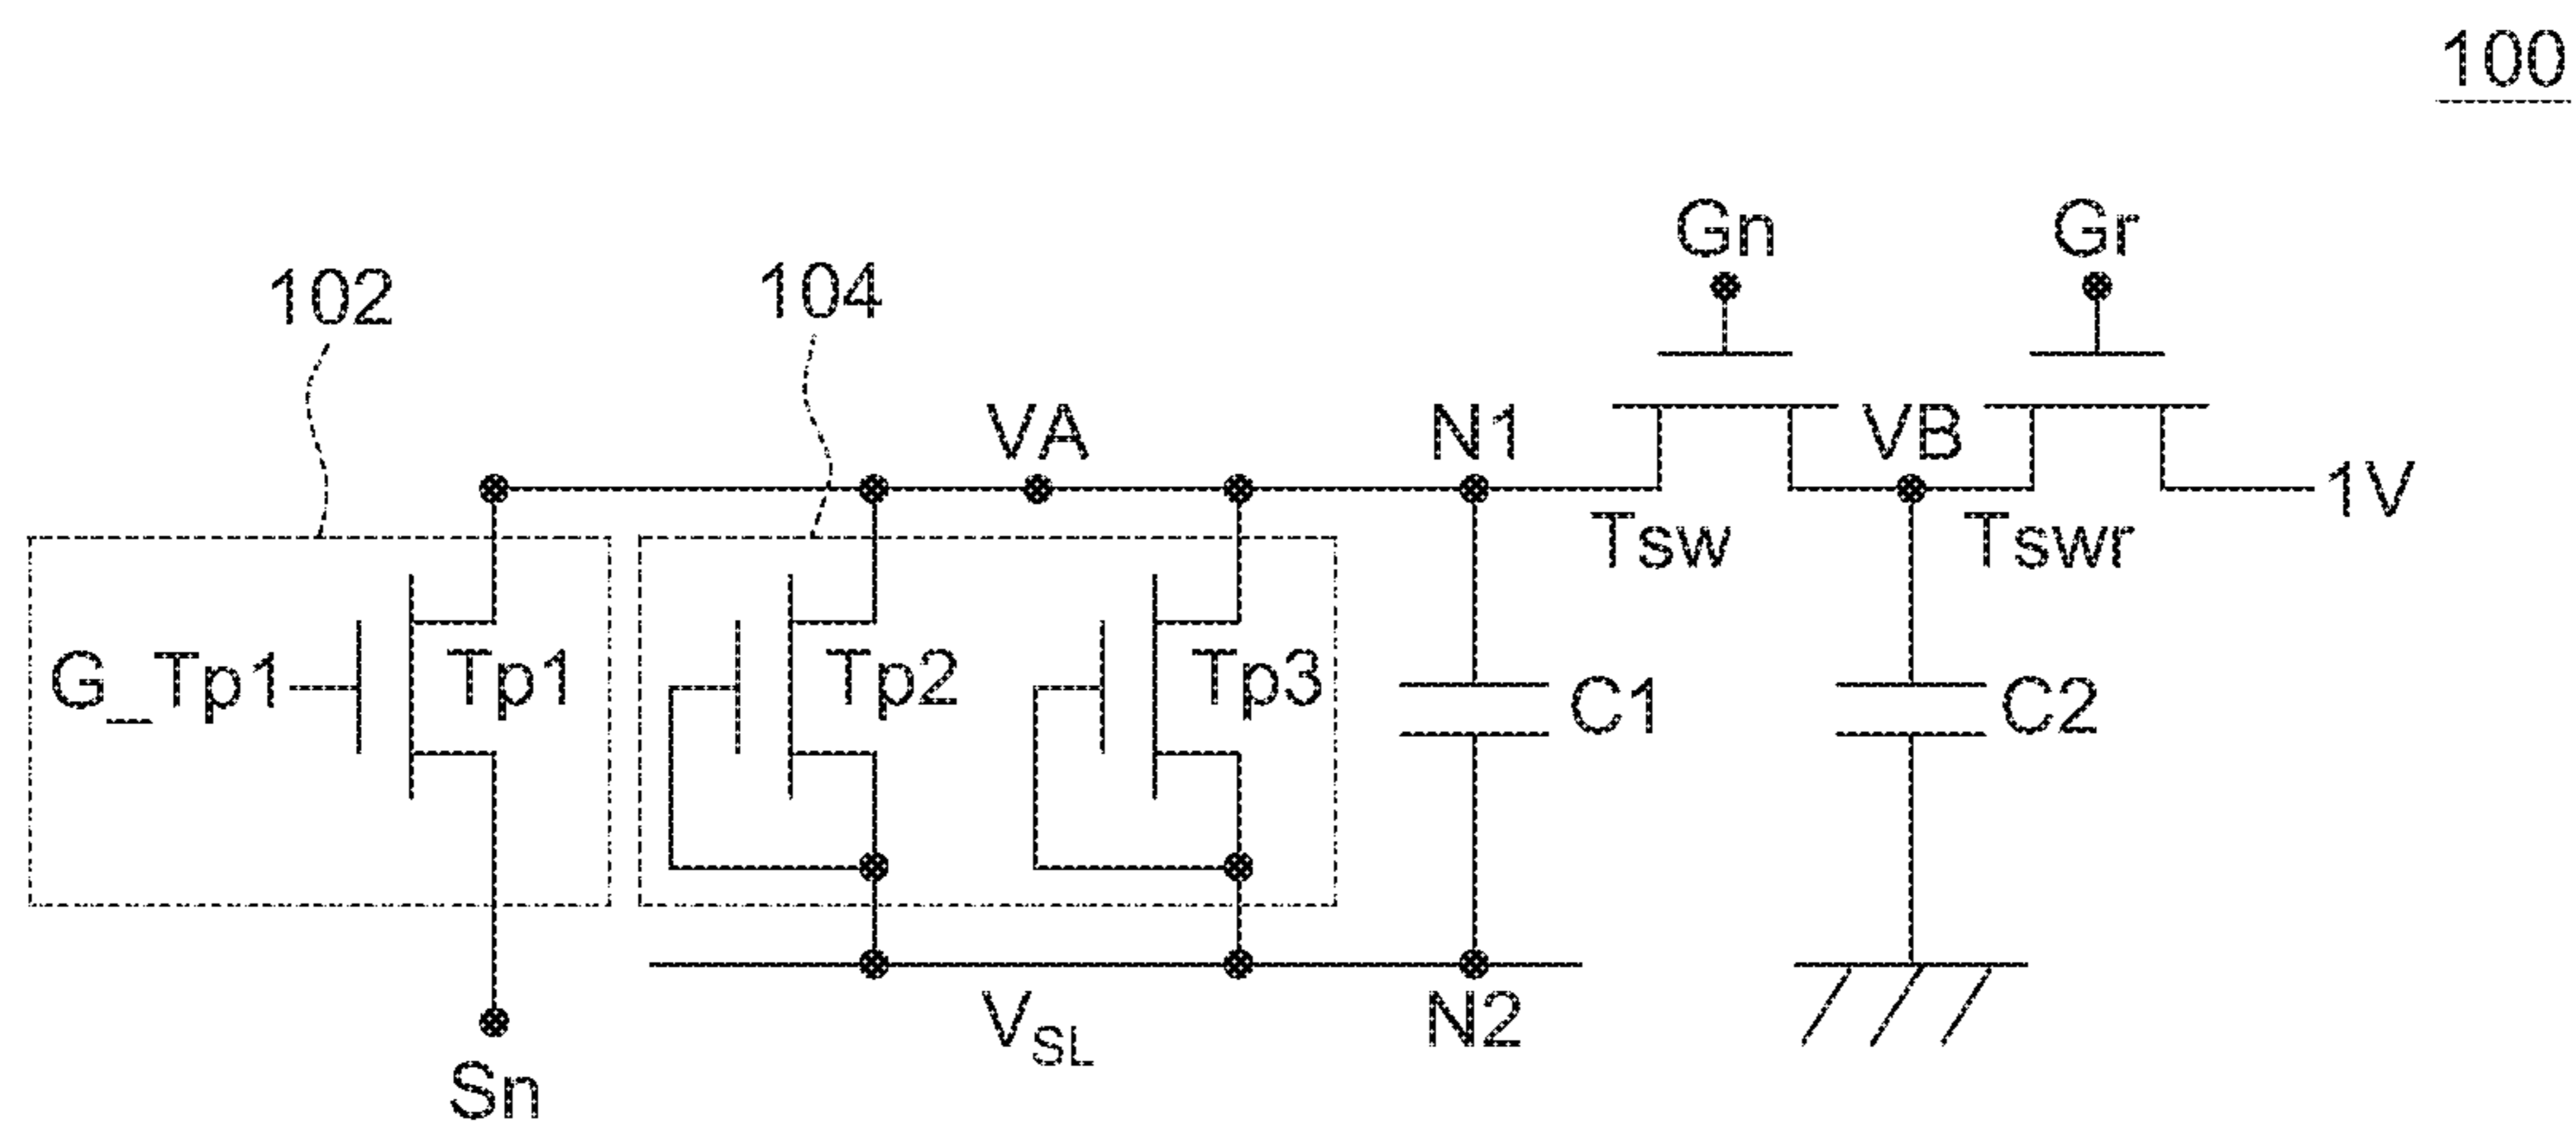 100
Gn
Gr
102
104
VA
N1
VB
1V
Tsw
Tswr
G_Tp1
Tp1
Tp2
Tp3
C1
C2
VSL
N2
Sn